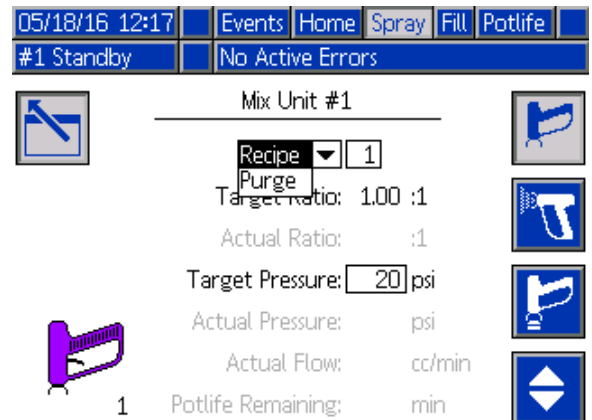 05/18/16 12:17 Events Home Spray Fill Potlife
#1 Standby No Active Errors
Mix Unit #1
Recipe 1
Purge
Target Ratio: 1.00 :1
Actual Ratio: :1
Target Pressure: 20 psi
Actual Pressure: psi
Actual Flow: cc/min
1 Potlife Remaining: min